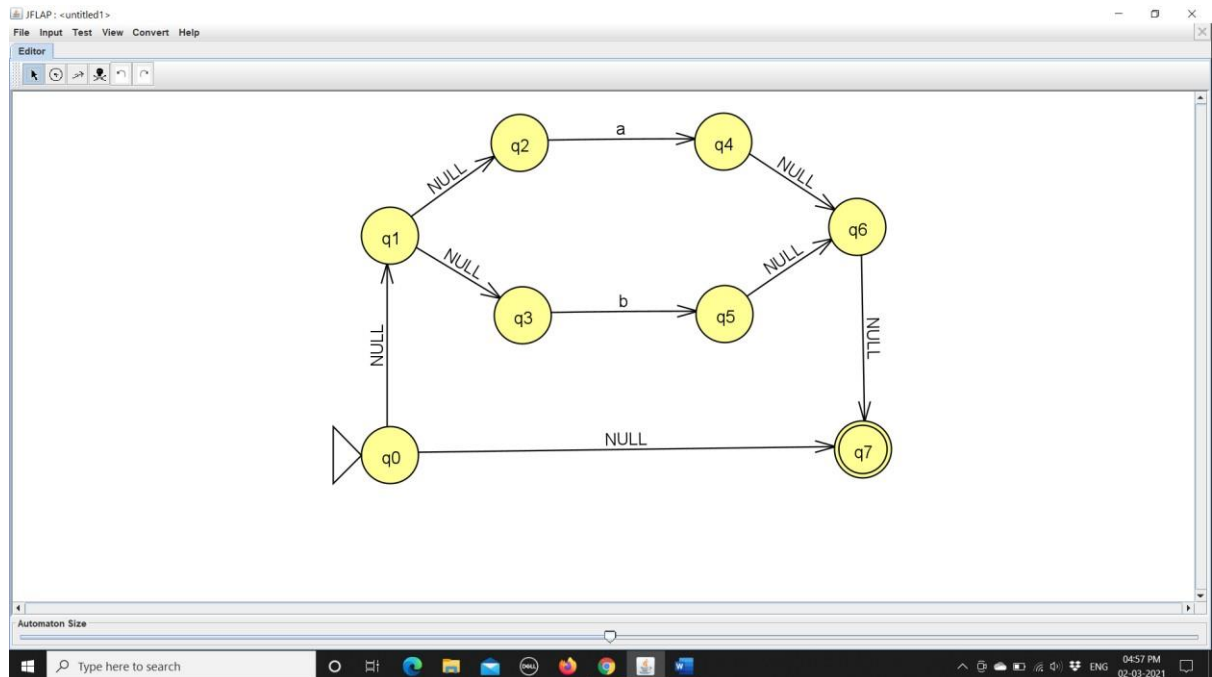 JFLAP : <untitled1>
File Input Test View Convert Help
Editor
q2
a
q4
NULL
NULL
q1
q6
NULL
NULL
q3
b
q5
NULL
NULL
q0
NULL
q7
Automaton Size
Type here to search
DELL
ENG
04:57 PM
02-03-2021